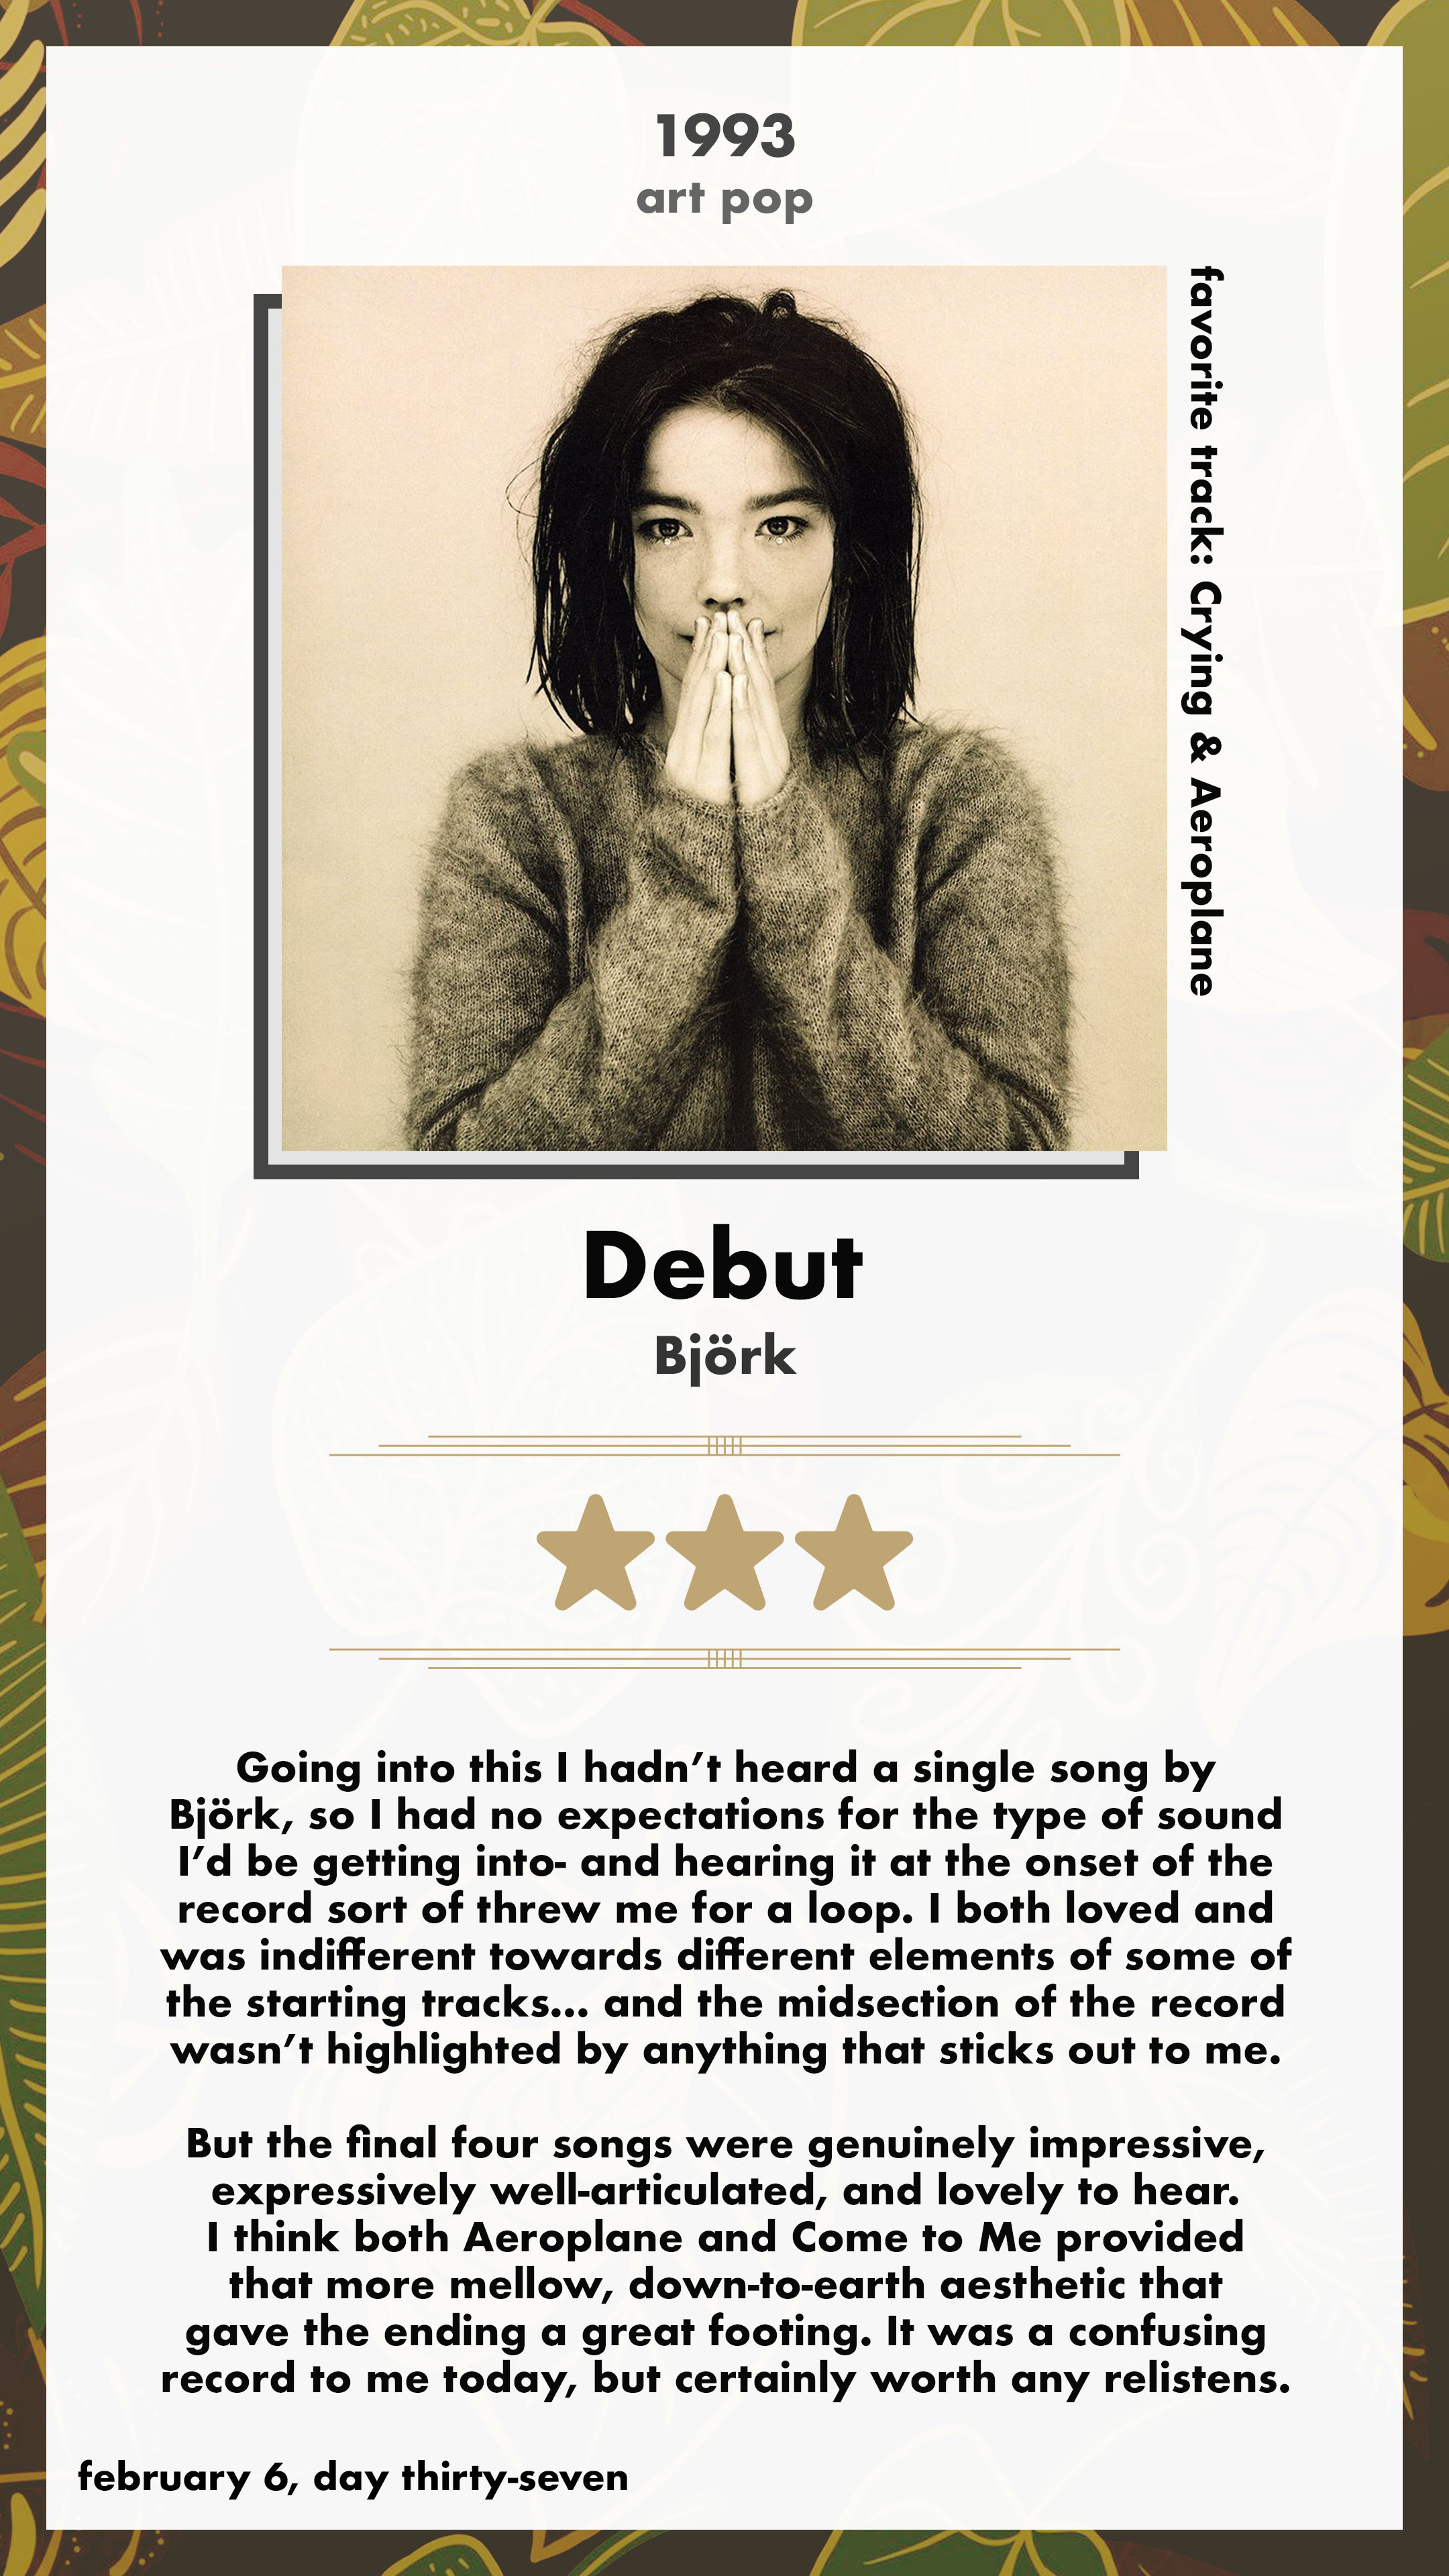 1993
art pop
favorite track: Crying & Aeroplane
Debut
Björk
Going into this I hadn’t heard a single song by
Björk, so I had no expectations for the type of sound
I’d be getting into- and hearing it at the onset of the
record sort of threw me for a loop. I both loved and
was indifferent towards different elements of some of
the starting tracks... and the midsection of the record
wasn’t highlighted by anything that sticks out to me.
But the final four songs were genuinely impressive,
expressively well-articulated, and lovely to hear.
I think both Aeroplane and Come to Me provided
that more mellow, down-to-earth aesthetic that
gave the ending a great footing. It was a confusing
record to me today, but certainly worth any relistens.
february 6, day thirty-seven